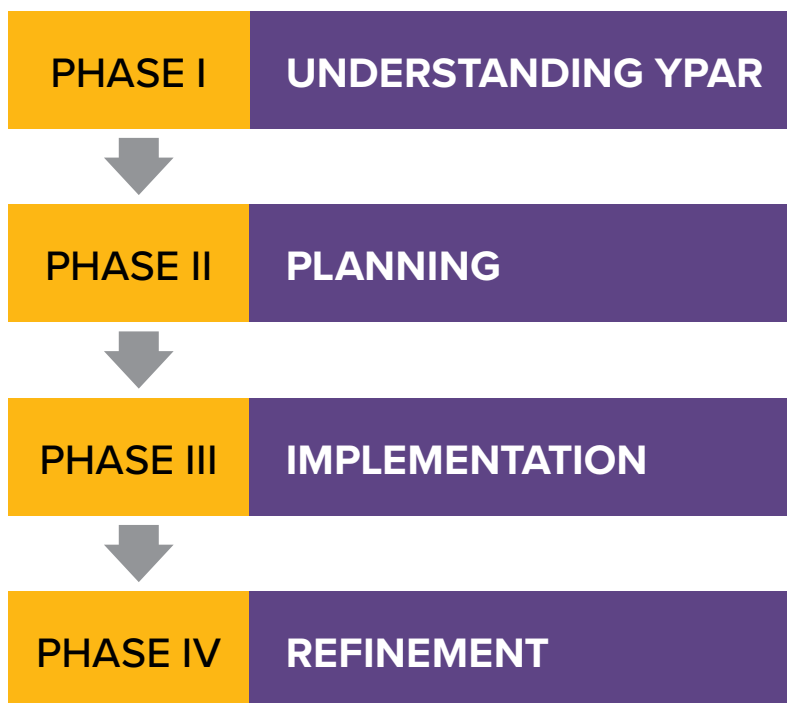 PHASE I UNDERSTANDING YPAR
PHASE II PLANNING
PHASE III IMPLEMENTATION
PHASE IV REFINEMENT